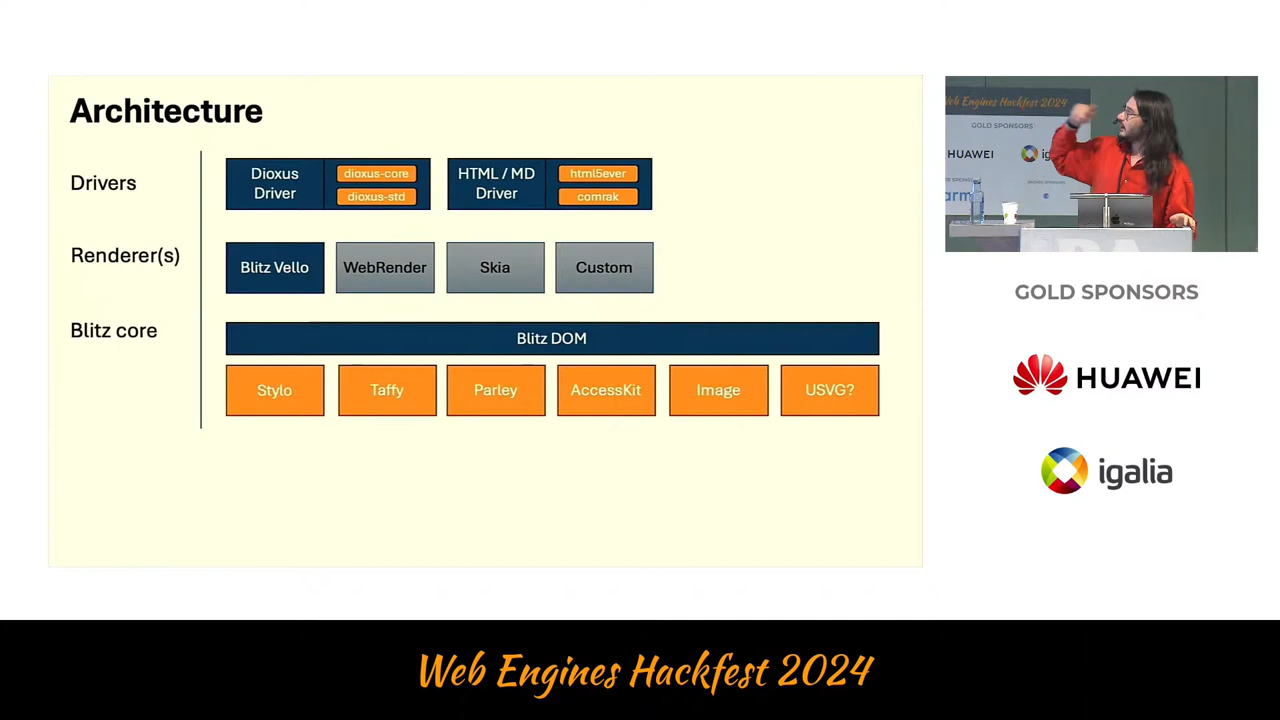 Architecture
Drivers
Dioxus
Driver
dioxus-core
dioxus-std
HTML / MD
Driver
html5ever
comrak
Renderer(s)
Blitz Vello
WebRender
Skia
Custom
Blitz core
Blitz DOM
Stylo
Taffy
Parley
AccessKit
Image
USVG?
Web Engines Hackfest 2024
GOLD SPONSORS
HUAWEI
GOLD SPONSORS
HUAWEI
igalia
Web Engines Hackfest 2024